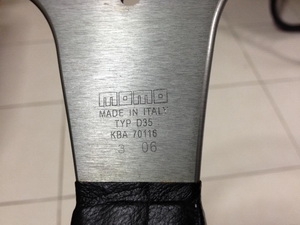 momo
MADE IN ITALY
TYP D35
KBA 70116
3 06